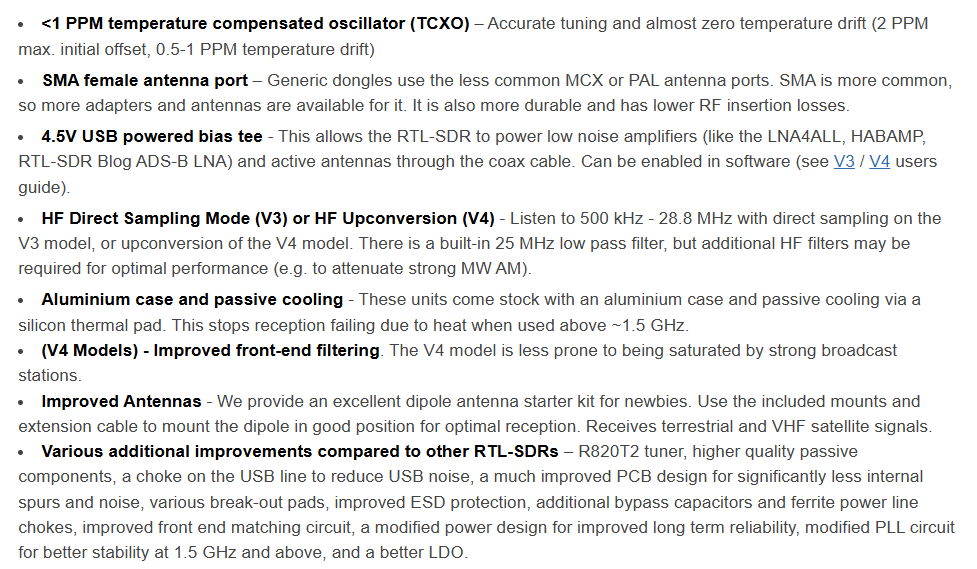 • <1 PPM temperature compensated oscillator (TCXO) – Accurate tuning and almost zero temperature drift (2 PPM
max. initial offset, 0.5-1 PPM temperature drift)
• SMA female antenna port – Generic dongles use the less common MCX or PAL antenna ports. SMA is more common,
so more adapters and antennas are available for it. It is also more durable and has lower RF insertion losses.
• 4.5V USB powered bias tee - This allows the RTL-SDR to power low noise amplifiers (like the LNA4ALL, HABAMP,
RTL-SDR Blog ADS-B LNA) and active antennas through the coax cable. Can be enabled in software (see V3 / V4 users
guide).
• HF Direct Sampling Mode (V3) or HF Upconversion (V4) - Listen to 500 kHz - 28.8 MHz with direct sampling on the
V3 model, or upconversion of the V4 model. There is a built-in 25 MHz low pass filter, but additional HF filters may be
required for optimal performance (e.g. to attenuate strong MW AM).
• Aluminium case and passive cooling - These units come stock with an aluminium case and passive cooling via a
silicon thermal pad. This stops reception failing due to heat when used above ~1.5 GHz.
• (V4 Models) - Improved front-end filtering. The V4 model is less prone to being saturated by strong broadcast
stations.
• Improved Antennas - We provide an excellent dipole antenna starter kit for newbies. Use the included mounts and
extension cable to mount the dipole in good position for optimal reception. Receives terrestrial and VHF satellite signals.
• Various additional improvements compared to other RTL-SDRs – R820T2 tuner, higher quality passive
components, a choke on the USB line to reduce USB noise, a much improved PCB design for significantly less internal
spurs and noise, various break-out pads, improved ESD protection, additional bypass capacitors and ferrite power line
chokes, improved front end matching circuit, a modified power design for improved long term reliability, modified PLL circuit
for better stability at 1.5 GHz and above, and a better LDO.